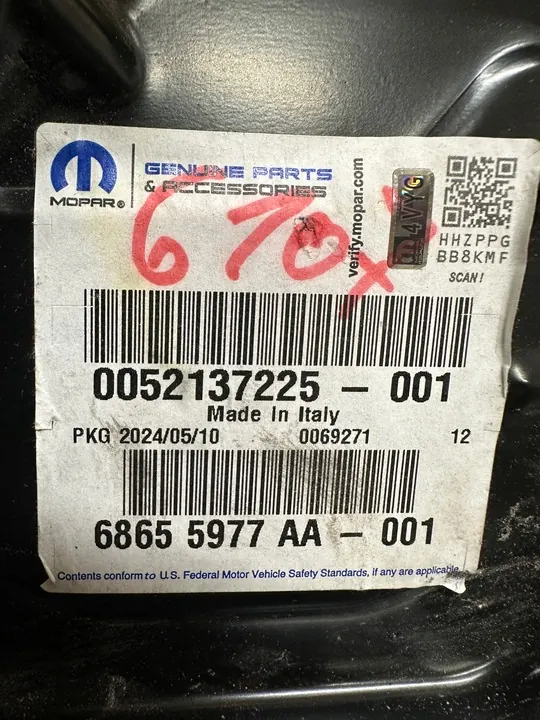 GENUINE PARTS
& ACCESSORIES
MOPAR®
verify.mopar.com
m 4VYG
HHZPPG
BB8KMF
SCAN!
0052137225 - 001
Made In Italy
PKG 2024/05/10 0069271 12
6865 5977 AA - 001
Contents conform to U.S. Federal Motor Vehicle Safety Standards, if any are applicable.